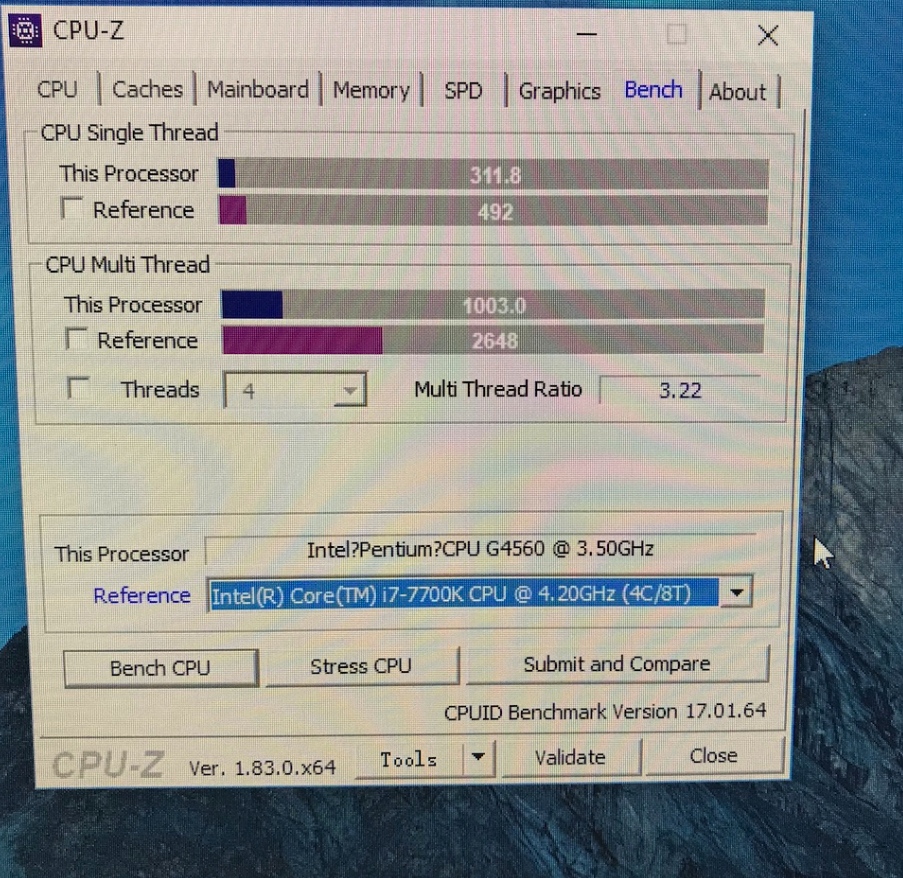 CPU-Z
CPU Caches Mainboard Memory SPD Graphics Bench About
CPU Single Thread
This Processor 311.8
Reference 492
CPU Multi Thread
This Processor 1003.0
Reference 2648
Threads 4 Multi Thread Ratio 3.22
This Processor Intel?Pentium?CPU G4560 @ 3.50GHz
Reference Intel(R) Core(TM) i7-7700K CPU @ 4.20GHz (4C/8T)
Bench CPU Stress CPU Submit and Compare
CPUID Benchmark Version 17.01.64
CPU-Z Ver. 1.83.0.x64 Tools Validate Close